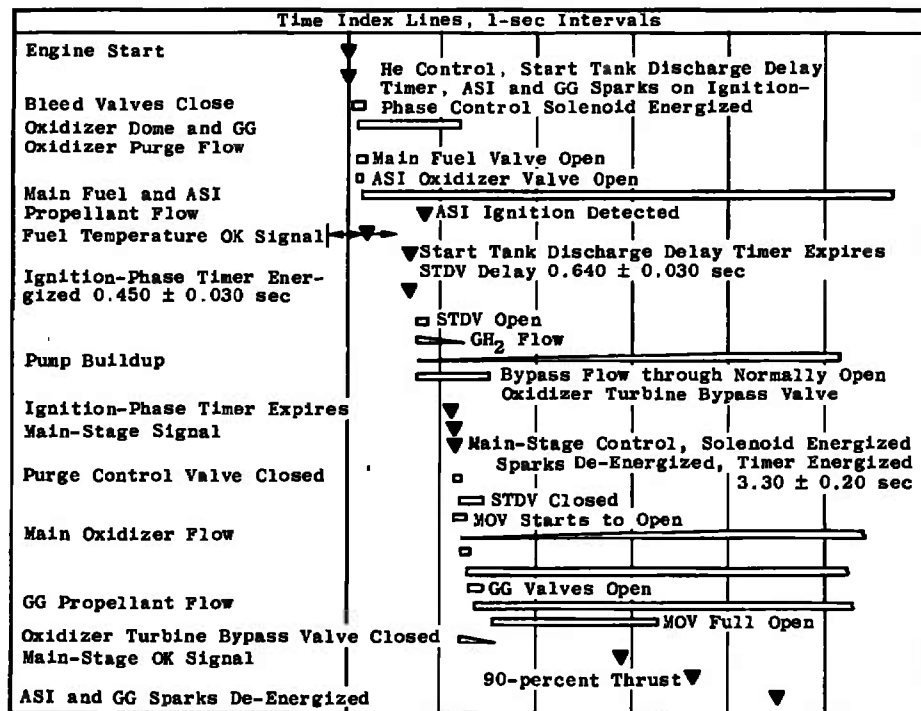 Time Index Lines, 1-sec Intervals
Engine Start
He Control, Start Tank Discharge Delay
Timer, ASI and GG Sparks on Ignition-
Bleed Valves Close
Phase Control Solenoid Energized
Oxidizer Dome and GG
Oxidizer Purge Flow
Main Fuel Valve Open
ASI Oxidizer Valve Open
Main Fuel and ASI
Propellant Flow
ASI Ignition Detected
Fuel Temperature OK Signal
Start Tank Discharge Delay Timer Expires
STDV Delay 0.640 ± 0.030 sec
Ignition-Phase Timer Ener-
gized 0.450 ± 0.030 sec
STDV Open
GH2 Flow
Pump Buildup
Bypass Flow through Normally Open
Oxidizer Turbine Bypass Valve
Ignition-Phase Timer Expires
Main-Stage Signal
Main-Stage Control, Solenoid Energized
Sparks De-Energized, Timer Energized
3.30 ± 0.20 sec
Purge Control Valve Closed
STDV Closed
MOV Starts to Open
Main Oxidizer Flow
GG Valves Open
GG Propellant Flow
MOV Full Open
Oxidizer Turbine Bypass Valve Closed
Main-Stage OK Signal
90-percent Thrust
ASI and GG Sparks De-Energized